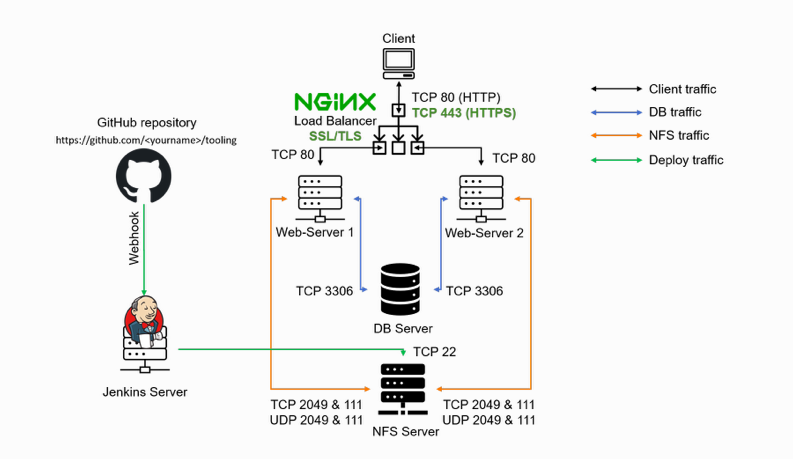 Client
NGINX
Load Balancer
SSL/TLS
TCP 80 (HTTP)
TCP 443 (HTTPS)
Client traffic
DB traffic
NFS traffic
Deploy traffic
GitHub repository
https://github.com/<yourname>/tooling
TCP 80
TCP 80
Webhook
Web-Server 1
Web-Server 2
TCP 3306
TCP 3306
DB Server
TCP 22
Jenkins Server
TCP 2049 & 111
UDP 2049 & 111
TCP 2049 & 111
UDP 2049 & 111
NFS Server